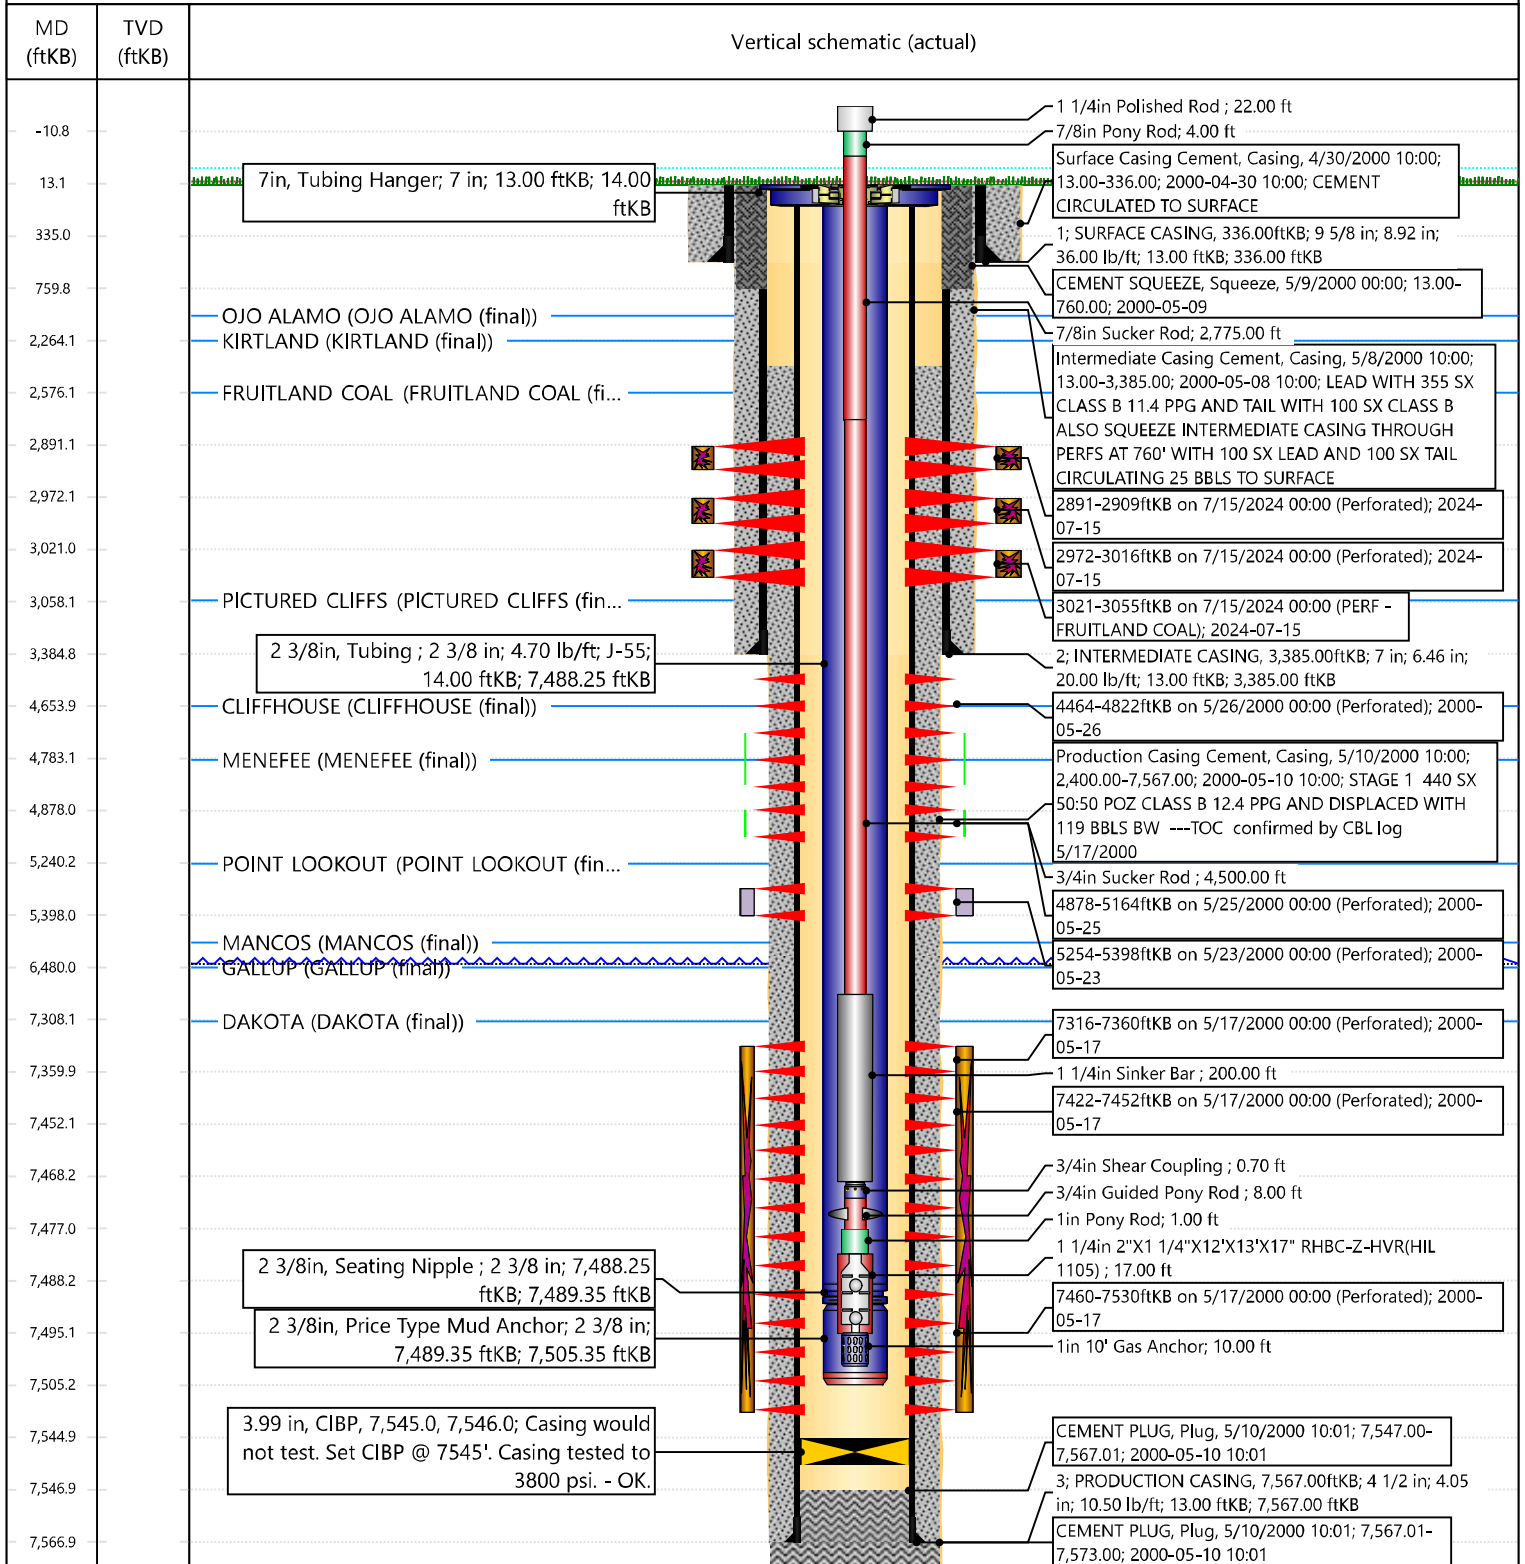 MD
(ftKB)
TVD
(ftKB)
Vertical schematic (actual)
-10.8
13.1
335.0
759.8
2,264.1
2,576.1
2,891.1
2,972.1
3,021.0
3,058.1
3,384.8
4,653.9
4,783.1
4,878.0
5,240.2
5,398.0
6,480.0
7,308.1
7,359.9
7,452.1
7,468.2
7,477.0
7,488.2
7,495.1
7,505.2
7,544.9
7,546.9
7,566.9
7in, Tubing Hanger; 7 in; 13.00 ftKB; 14.00
ftKB
OJO ALAMO (OJO ALAMO (final))
KIRTLAND (KIRTLAND (final))
FRUITLAND COAL (FRUITLAND COAL (fi...
PICTURED CLIFFS (PICTURED CLIFFS (fin...
2 3/8in, Tubing ; 2 3/8 in; 4.70 lb/ft; J-55;
14.00 ftKB; 7,488.25 ftKB
CLIFFHOUSE (CLIFFHOUSE (final))
MENEFEE (MENEFEE (final))
POINT LOOKOUT (POINT LOOKOUT (fin...
MANCOS (MANCOS (final))
GALLUP (GALLUP (final))
DAKOTA (DAKOTA (final))
2 3/8in, Seating Nipple ; 2 3/8 in; 7,488.25
ftKB; 7,489.35 ftKB
2 3/8in, Price Type Mud Anchor; 2 3/8 in;
7,489.35 ftKB; 7,505.35 ftKB
3.99 in, CIBP, 7,545.0, 7,546.0; Casing would
not test. Set CIBP @ 7545'. Casing tested to
3800 psi. - OK.
1 1/4in Polished Rod ; 22.00 ft
7/8in Pony Rod; 4.00 ft
Surface Casing Cement, Casing, 4/30/2000 10:00;
13.00-336.00; 2000-04-30 10:00; CEMENT
CIRCULATED TO SURFACE
1; SURFACE CASING, 336.00ftKB; 9 5/8 in; 8.92 in;
36.00 lb/ft; 13.00 ftKB; 336.00 ftKB
CEMENT SQUEEZE, Squeeze, 5/9/2000 00:00; 13.00-
760.00; 2000-05-09
7/8in Sucker Rod; 2,775.00 ft
Intermediate Casing Cement, Casing, 5/8/2000 10:00;
13.00-3,385.00; 2000-05-08 10:00; LEAD WITH 355 SX
CLASS B 11.4 PPG AND TAIL WITH 100 SX CLASS B
ALSO SQUEEZE INTERMEDIATE CASING THROUGH
PERFS AT 760' WITH 100 SX LEAD AND 100 SX TAIL
CIRCULATING 25 BBLS TO SURFACE
2891-2909ftKB on 7/15/2024 00:00 (Perforated); 2024-
07-15
2972-3016ftKB on 7/15/2024 00:00 (Perforated); 2024-
07-15
3021-3055ftKB on 7/15/2024 00:00 (PERF -
FRUITLAND COAL); 2024-07-15
2; INTERMEDIATE CASING, 3,385.00ftKB; 7 in; 6.46 in;
20.00 lb/ft; 13.00 ftKB; 3,385.00 ftKB
4464-4822ftKB on 5/26/2000 00:00 (Perforated); 2000-
05-26
Production Casing Cement, Casing, 5/10/2000 10:00;
2,400.00-7,567.00; 2000-05-10 10:00; STAGE 1  440 SX
50:50 POZ CLASS B 12.4 PPG AND DISPLACED WITH
119 BBLS BW  ---TOC  confirmed by CBL log
5/17/2000
3/4in Sucker Rod ; 4,500.00 ft
4878-5164ftKB on 5/25/2000 00:00 (Perforated); 2000-
05-25
5254-5398ftKB on 5/23/2000 00:00 (Perforated); 2000-
05-23
7316-7360ftKB on 5/17/2000 00:00 (Perforated); 2000-
05-17
1 1/4in Sinker Bar ; 200.00 ft
7422-7452ftKB on 5/17/2000 00:00 (Perforated); 2000-
05-17
3/4in Shear Coupling ; 0.70 ft
3/4in Guided Pony Rod ; 8.00 ft
1in Pony Rod; 1.00 ft
1 1/4in 2"X1 1/4"X12'X13'X17" RHBC-Z-HVR(HIL
1105) ; 17.00 ft
7460-7530ftKB on 5/17/2000 00:00 (Perforated); 2000-
05-17
1in 10' Gas Anchor; 10.00 ft
CEMENT PLUG, Plug, 5/10/2000 10:01; 7,547.00-
7,567.01; 2000-05-10 10:01
3; PRODUCTION CASING, 7,567.00ftKB; 4 1/2 in; 4.05
in; 10.50 lb/ft; 13.00 ftKB; 7,567.00 ftKB
CEMENT PLUG, Plug, 5/10/2000 10:01; 7,567.01-
7,573.00; 2000-05-10 10:01